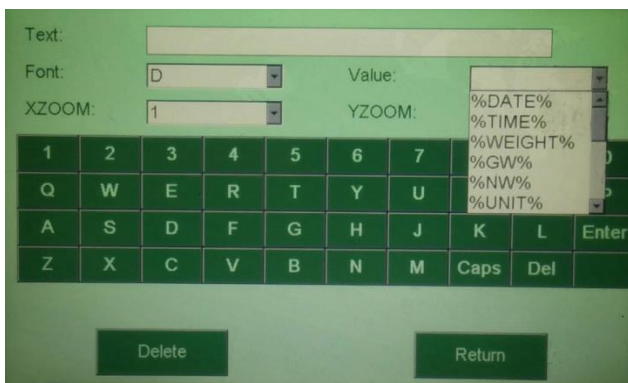 Text:
Font: D Value:
XZOOM: 1 YZOOM:
%DATE%
%TIME%
%WEIGHT%
%GW%
%NW%
%UNIT%
1 2 3 4 5 6 7
Q W E R T Y U
A S D F G H J K L Enter
Z X C V B N M Caps Del
Delete Return